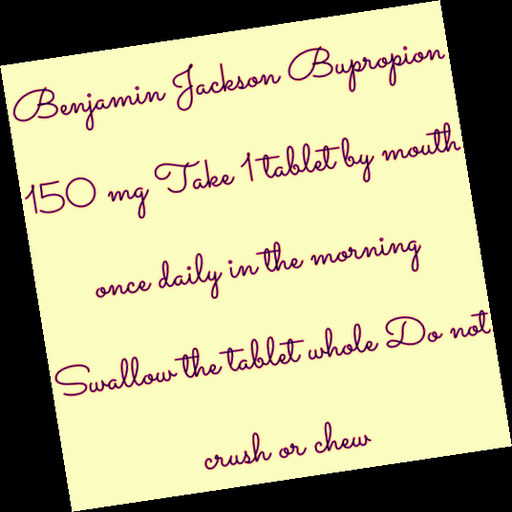 Benjamin Jackson Bupropion
150 mg Take 1 tablet by mouth
once daily in the morning
Swallow the tablet whole Do not
crush or chew